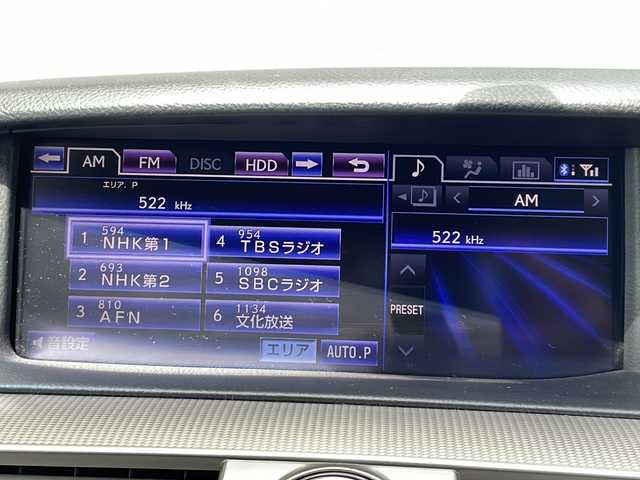 AM FM DISC HDD
エリア. P
522 kHz
1 594 NHK第1
4 954 TBSラジオ
2 693 NHK第2
5 1098 SBCラジオ
3 810 AFN
6 1134 文化放送
音設定
エリア AUTO.P
AM
522 kHz
PRESET